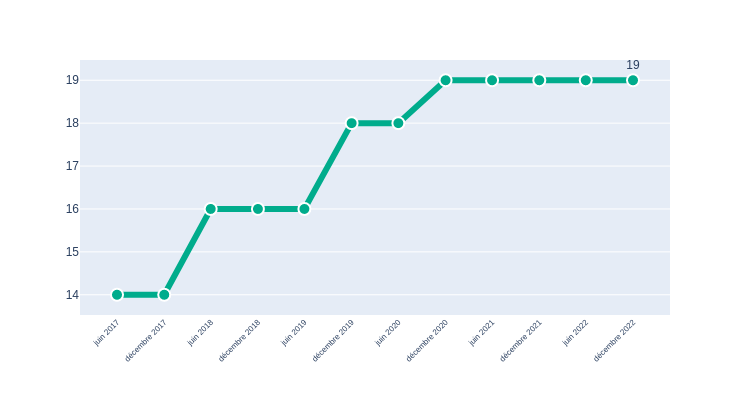 19
19
18
17
16
15
14
juin 2017
décembre 2017
juin 2018
décembre 2018
juin 2019
décembre 2019
juin 2020
décembre 2020
juin 2021
décembre 2021
juin 2022
décembre 2022